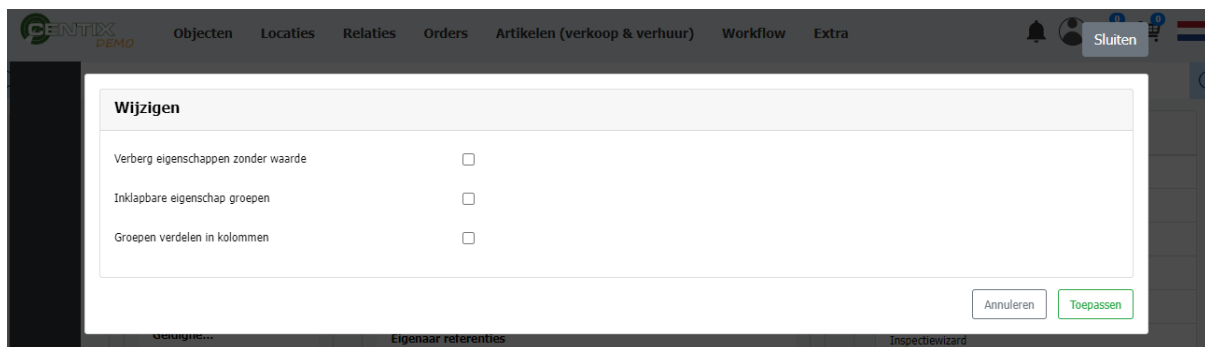 CENTIX
DEMO
Objecten Locaties Relaties Orders Artikelen (verkoop & verhuur) Workflow Extra
0 0
Sluiten
Wijzigen
Verberg eigenschappen zonder waarde
Inklapbare eigenschap groepen
Groepen verdelen in kolommen
Annuleren Toepassen
Eigenaar referenties
Inspectiewizard